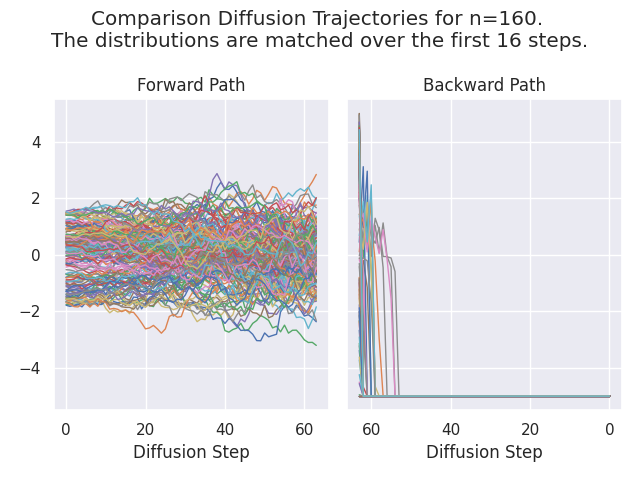 Comparison Diffusion Trajectories for n=160.
The distributions are matched over the first 16 steps.
Forward Path
Backward Path
4
2
0
−2
−4
0 20 40 60
60 40 20 0
Diffusion Step
Diffusion Step